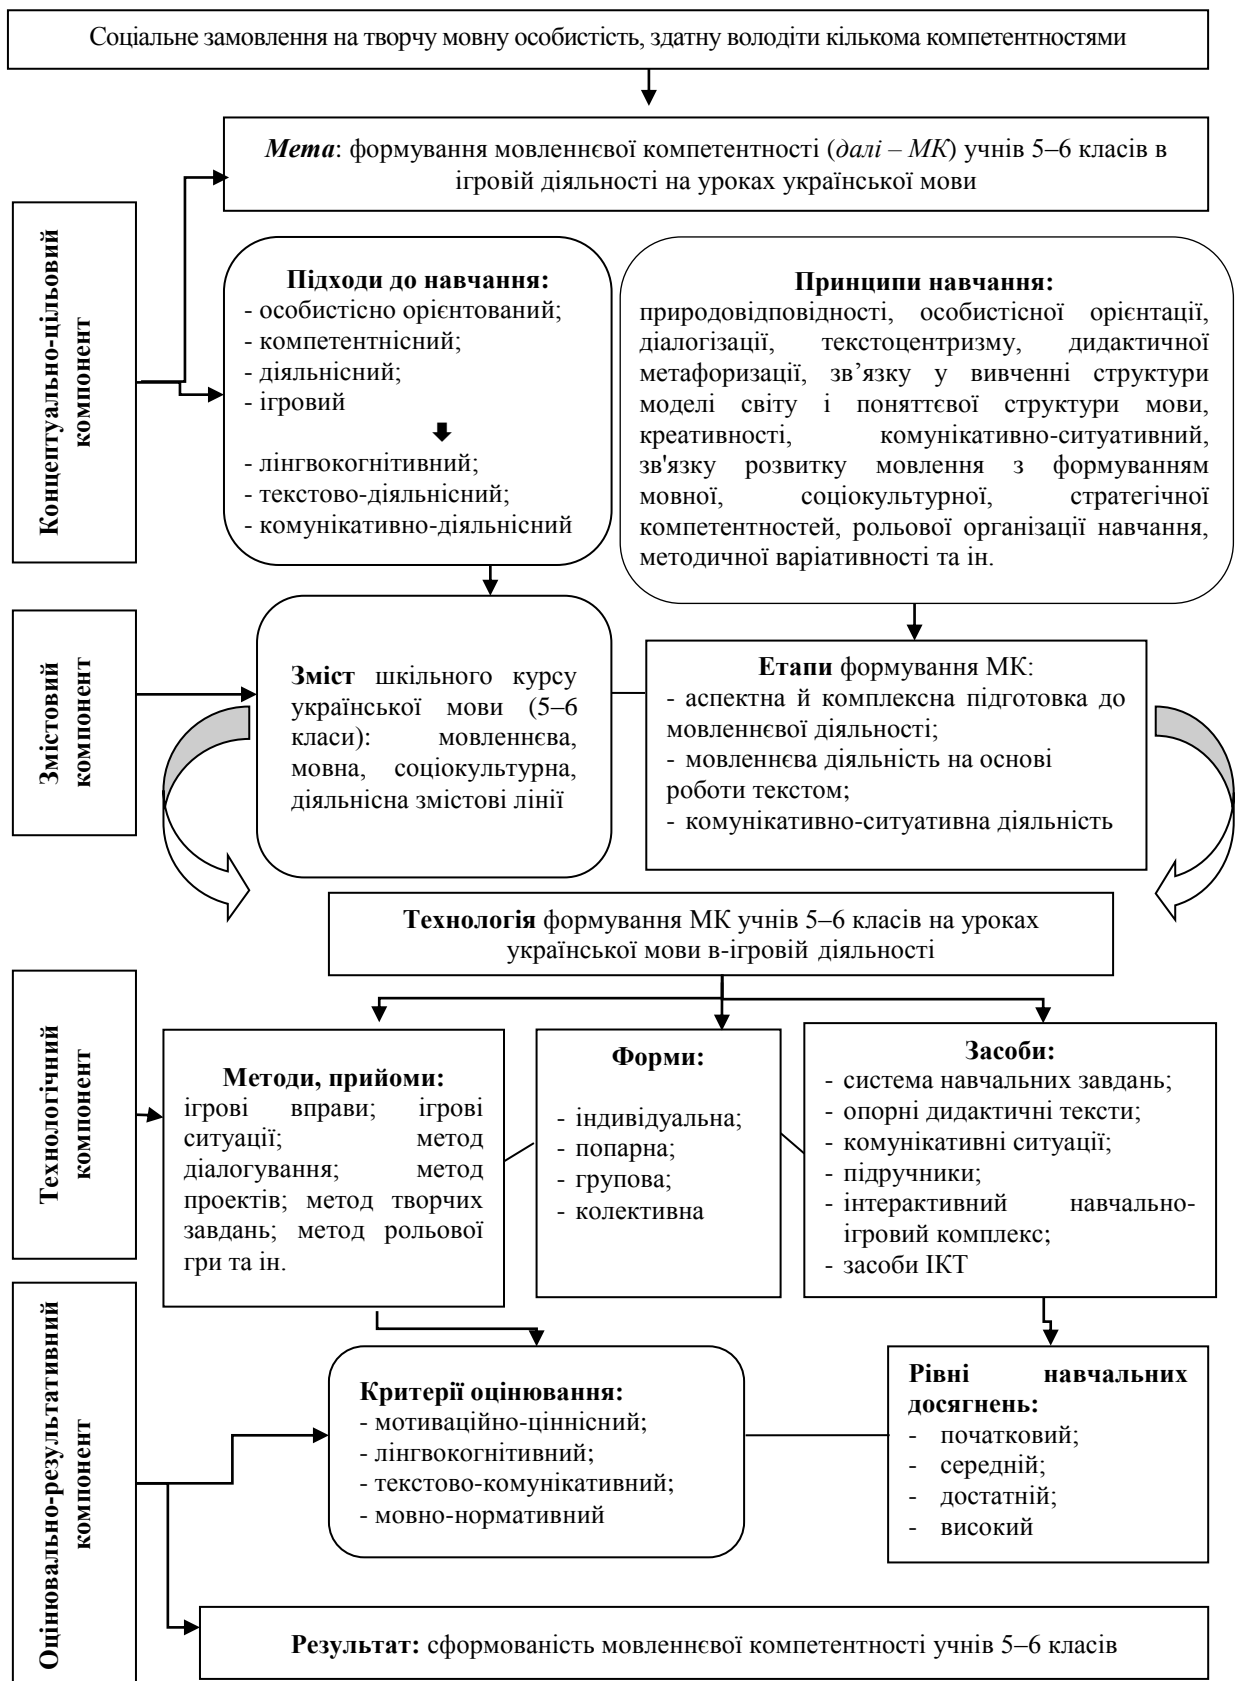 Соціальне замовлення на творчу мовну особистість, здатну володіти кількома компетентностями
Мета: формування мовленнєвої компетентності (далі – МК) учнів 5–6 класів в
ігровій діяльності на уроках української мови
Концептуально-цільовий
компонент
Підходи до навчання:
- особистісно орієнтований;
- компетентнісний;
- діяльнісний;
- ігровий
- лінгвокогнітивний;
- текстово-діяльнісний;
- комунікативно-діяльнісний
Принципи навчання:
природовідповідності, особистісної орієнтації,
діалогізації, текстоцентризму, дидактичної
метафоризації, зв’язку у вивченні структури
моделі світу і поняттєвої структури мови,
креативності, комунікативно-ситуативний,
зв'язку розвитку мовлення з формуванням
мовної, соціокультурної, стратегічної
компетентностей, рольової організації навчання,
методичної варіативності та ін.
Змістовий
компонент
Зміст шкільного курсу
української мови (5–6
класи): мовленнєва,
мовна, соціокультурна,
діяльнісна змістові лінії
Етапи формування МК:
- аспектна й комплексна підготовка до
мовленнєвої діяльності;
- мовленнєва діяльність на основі
роботи текстом;
- комунікативно-ситуативна діяльність
Технологія формування МК учнів 5–6 класів на уроках
української мови в-ігровій діяльності
Технологічний
компонент
Методи, прийоми:
ігрові вправи; ігрові
ситуації; метод
діалогування; метод
проектів; метод творчих
завдань; метод рольової
гри та ін.
Форми:
- індивідуальна;
- попарна;
- групова;
- колективна
Засоби:
- система навчальних завдань;
- опорні дидактичні тексти;
- комунікативні ситуації;
- підручники;
- інтерактивний навчально-
ігровий комплекс;
- засоби ІКТ
Оцінювально-результативний
компонент
Критерії оцінювання:
- мотиваційно-ціннісний;
- лінгвокогнітивний;
- текстово-комунікативний;
- мовно-нормативний
Рівні навчальних
досягнень:
- початковий;
- середній;
- достатній;
- високий
Результат: сформованість мовленнєвої компетентності учнів 5–6 класів